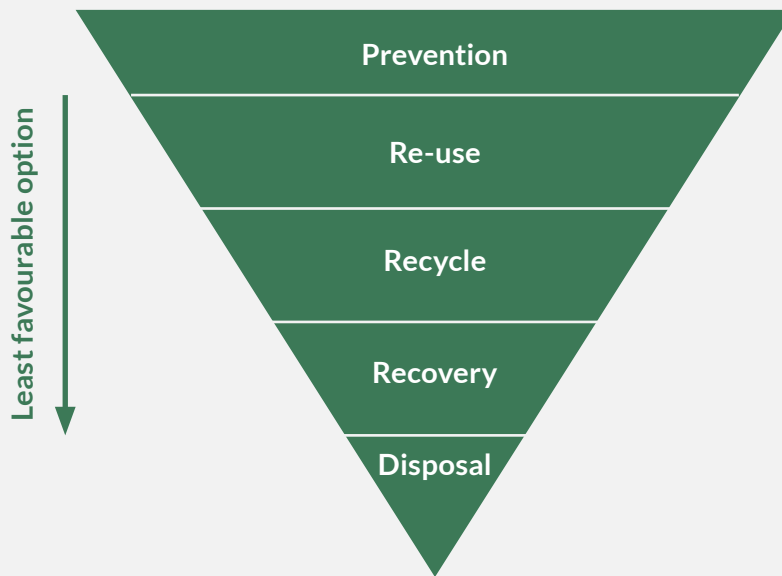 Prevention
Re-use
Recycle
Recovery
Disposal
Least favourable option